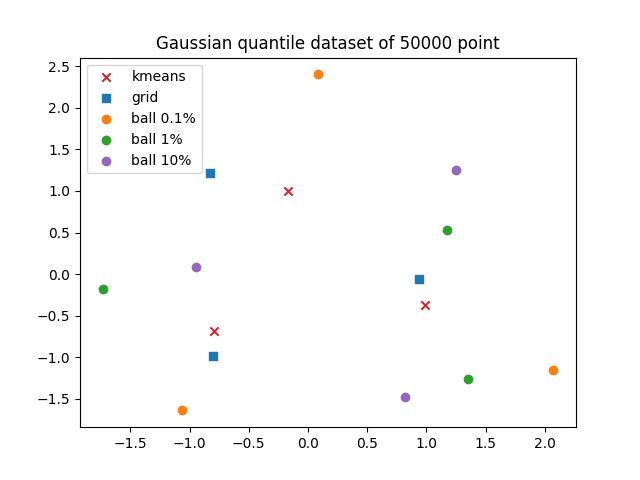 Gaussian quantile dataset of 50000 point
kmeans
grid
ball 0.1%
ball 1%
ball 10%
2.5
2.0
1.5
1.0
0.5
0.0
−0.5
−1.0
−1.5
−1.5 −1.0 −0.5 0.0 0.5 1.0 1.5 2.0